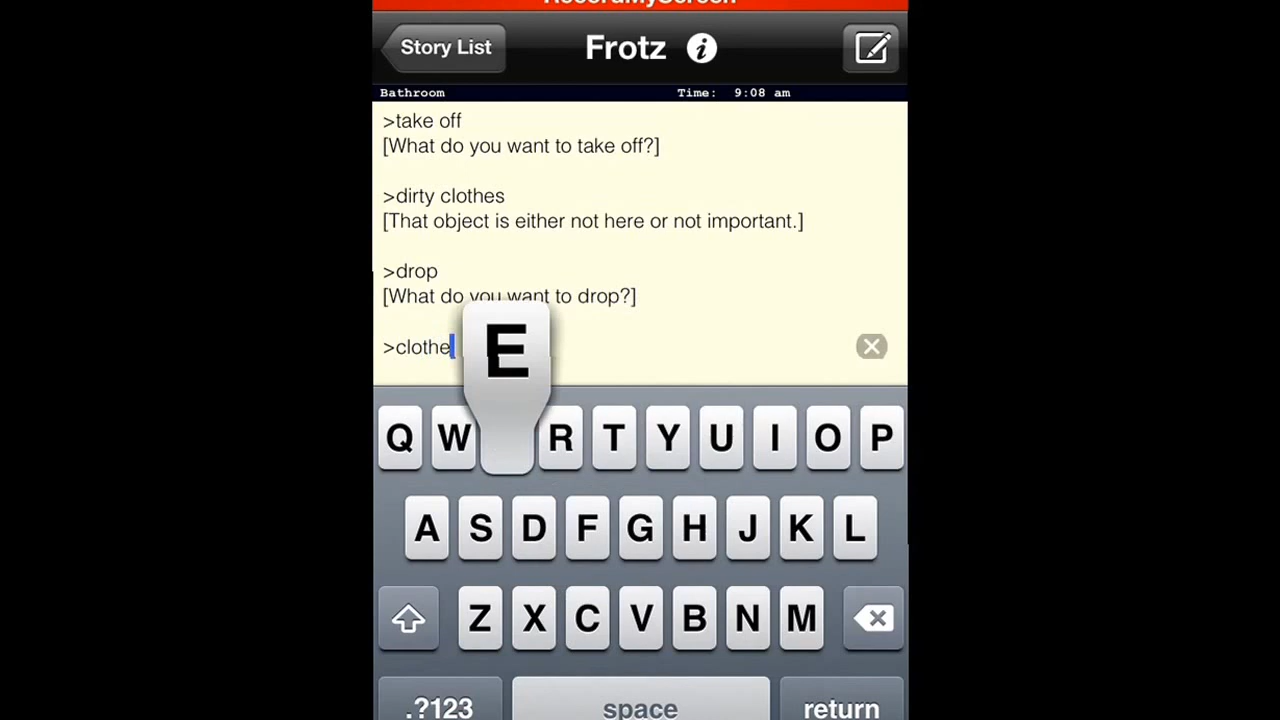 RecordMyScreen
Story List
Frotz i
Bathroom Time: 9:08 am
>take off
[What do you want to take off?]
>dirty clothes
[That object is either not here or not important.]
>drop
[What do you want to drop?]
>clothe
E
Q W R T Y U I O P
A S D F G H J K L
Z X C V B N M
.?123 space return